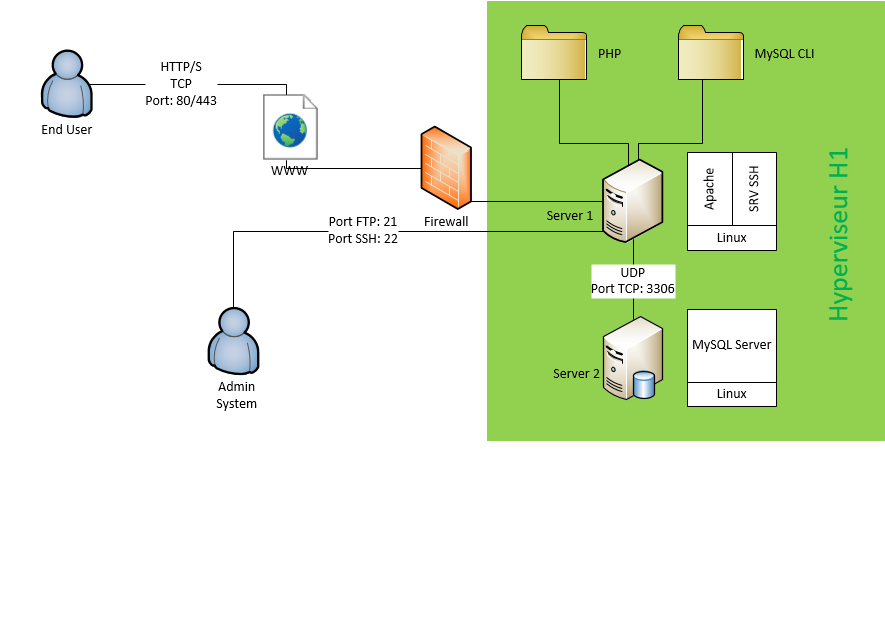 PHP
MySQL CLI
HTTP/S
TCP
Port: 80/443
End User
WWW
Firewall
Port FTP: 21
Port SSH: 22
Admin
System
Server 1
Apache
SRV SSH
Linux
UDP
Port TCP: 3306
Server 2
MySQL Server
Linux
Hyperviseur H1